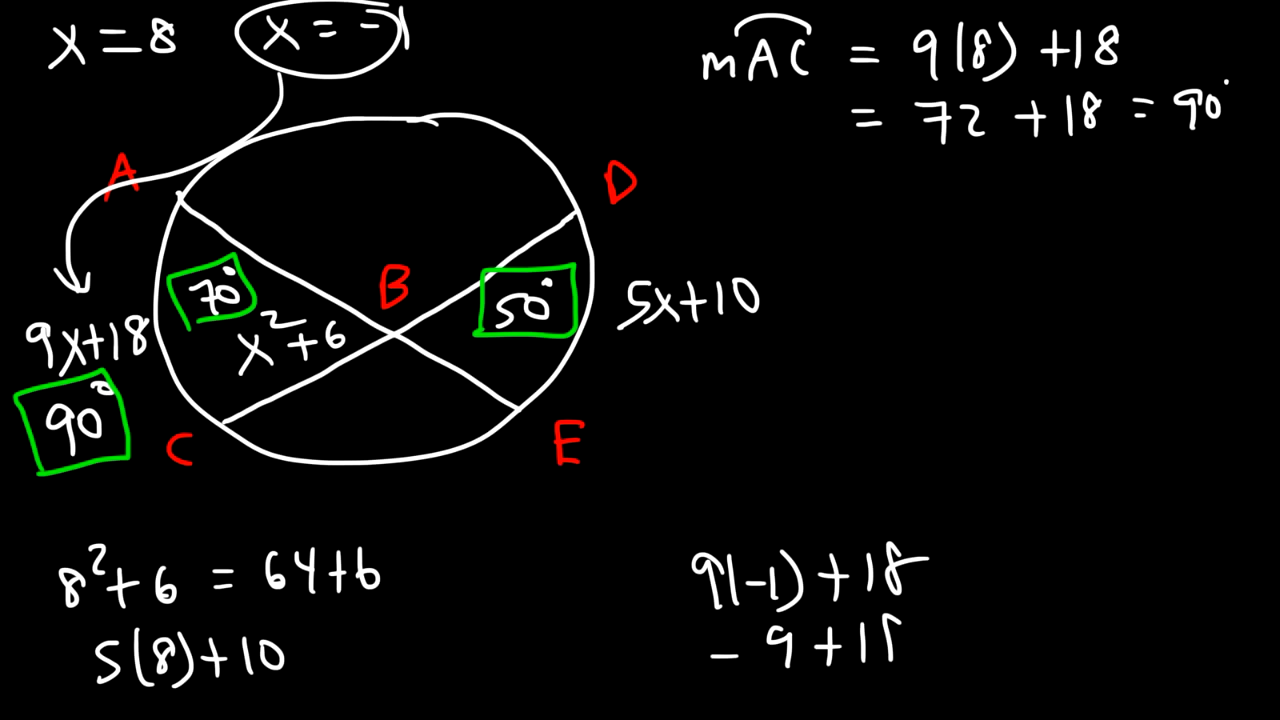 x = 8
x = -1
mAC = 9(8) + 18
= 72 + 18 = 90°
A
D
B
70°
50°
5x+10
9x+18
x²+6
90°
C
E
8²+6 = 64+6
5(8)+10
9(-1)+18
-9+18